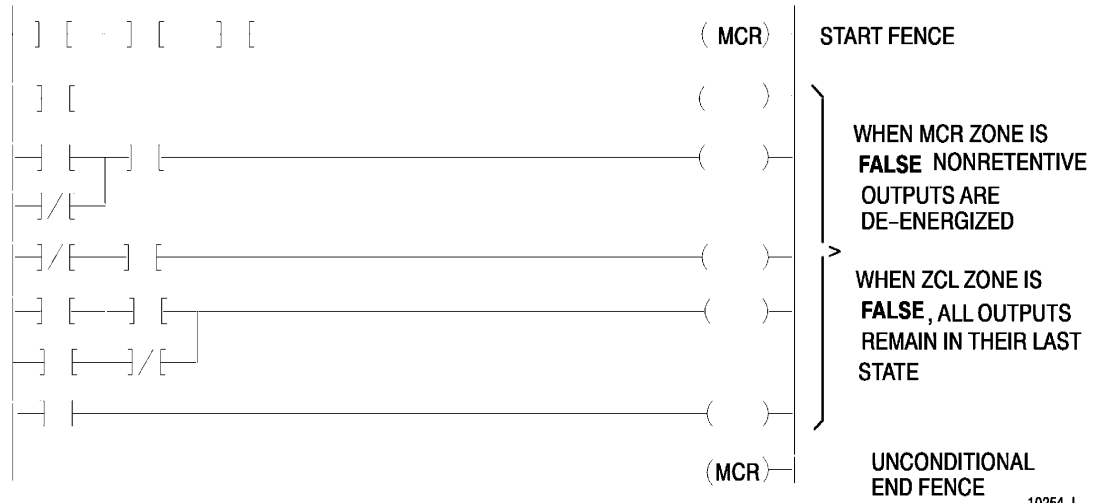 (MCR) START FENCE
WHEN MCR ZONE IS
FALSE NONRETENTIVE
OUTPUTS ARE
DE-ENERGIZED
WHEN ZCL ZONE IS
FALSE, ALL OUTPUTS
REMAIN IN THEIR LAST
STATE
(MCR) UNCONDITIONAL
END FENCE